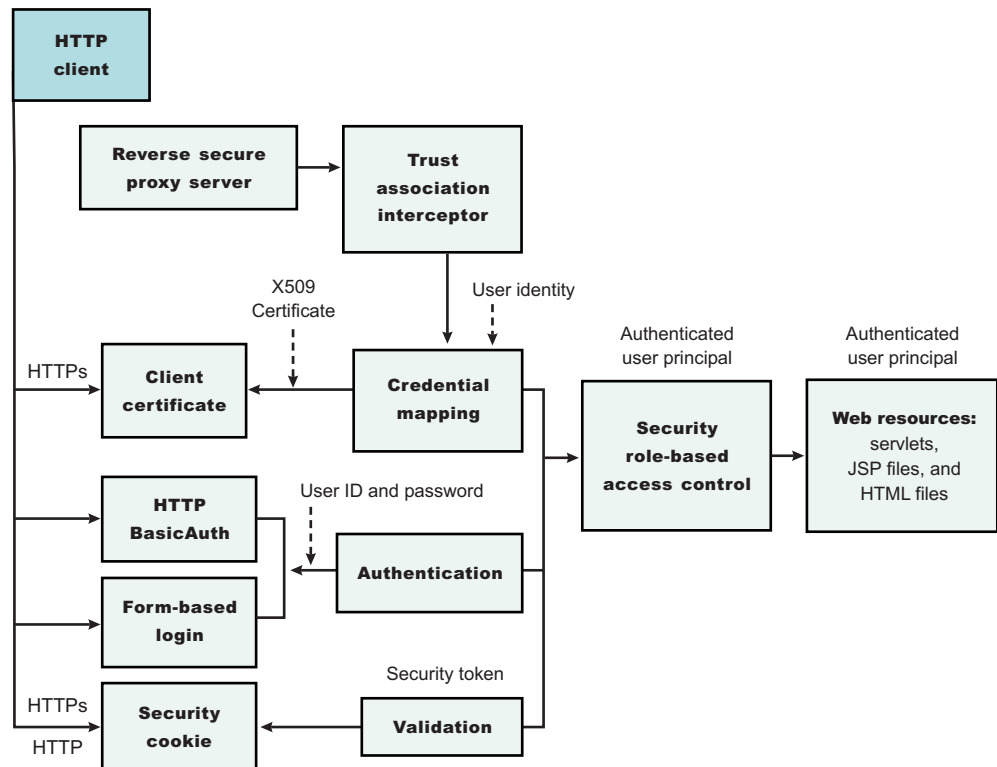 HTTP
client
Reverse secure
proxy server
Trust
association
interceptor
X509
Certificate
User identity
Authenticated
user principal
Authenticated
user principal
HTTPs
Client
certificate
Credential
mapping
Security
role-based
access control
Web resources:
servlets,
JSP files, and
HTML files
HTTP
BasicAuth
User ID and password
Authentication
Form-based
login
Security token
HTTPs
HTTP
Security
cookie
Validation